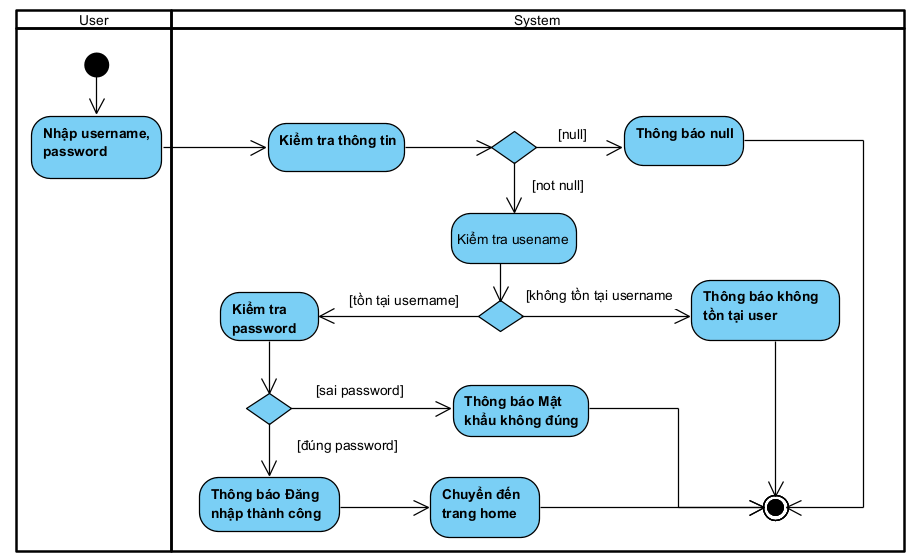 User
System
Nhập username,
password
Kiểm tra thông tin
[null]
Thông báo null
[not null]
Kiểm tra usename
[tồn tại username]
[không tồn tại username
Kiểm tra
password
Thông báo không
tồn tại user
[sai password]
Thông báo Mật
khẩu không đúng
[đúng password]
Thông báo Đăng
nhập thành công
Chuyển đến
trang home